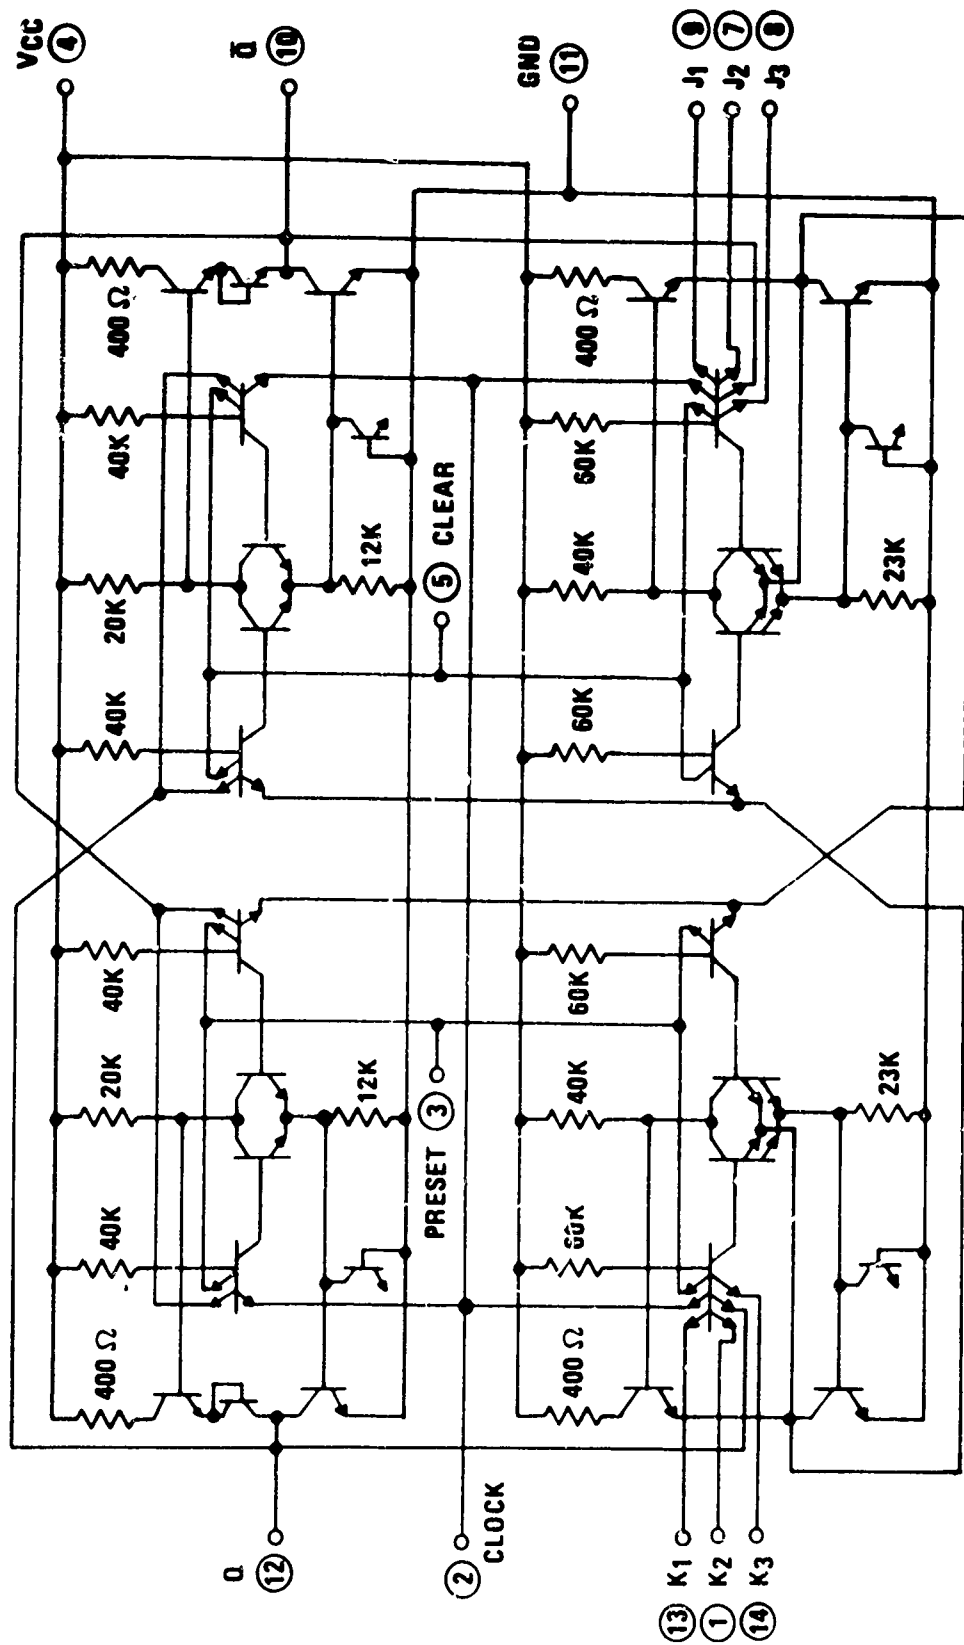 VCC
4
400 Ω
40K
20K
40K
40K
20K
40K
400 Ω
Q
12
Q̄
10
12K
12K
PRESET 3
5 CLEAR
2
CLOCK
GND
11
400 Ω
60K
40K
60K
60K
40K
60K
400 Ω
13 K1
1 K2
14 K3
23K
23K
J1 9
J2 7
J3 8